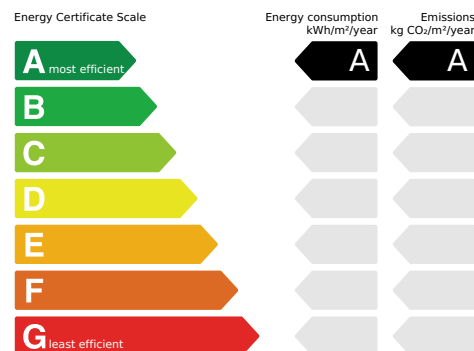 Energy Certificate Scale
Energy consumption
kWh/m²/year
Emissions
kg CO₂/m²/year
A most efficient
A
A
B
C
D
E
F
G least efficient